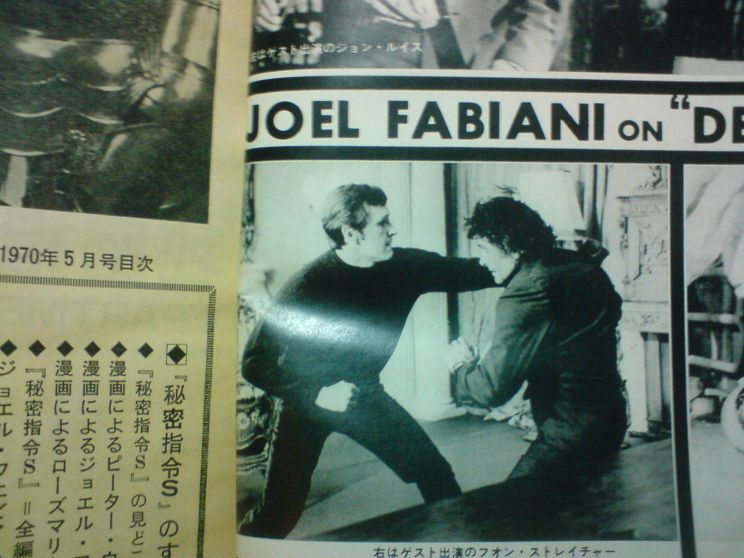 右はゲスト出演のジョン・ルイス
JOEL FABIANI ON "DE
右はゲスト出演のフオン・ストレイチャー
1970年5月号目次
◆『秘密指令S』のす
◆『秘密指令S』の見どこ
◆漫画によるピーター・ウ
◆漫画によるジョエル・フ
◆漫画によるローズマリ
◆『秘密指令S』=全編
◆ジョエル・フ